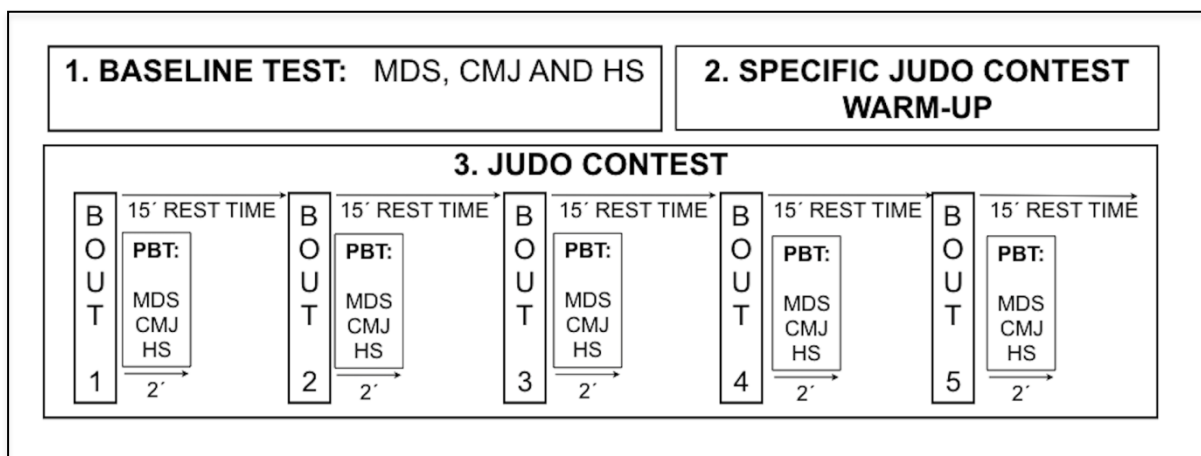 1. BASELINE TEST: MDS, CMJ AND HS
2. SPECIFIC JUDO CONTEST
WARM-UP
3. JUDO CONTEST
BOUT 1
15´ REST TIME
PBT:
MDS
CMJ
HS
2´
BOUT 2
15´ REST TIME
PBT:
MDS
CMJ
HS
2´
BOUT 3
15´ REST TIME
PBT:
MDS
CMJ
HS
2´
BOUT 4
15´ REST TIME
PBT:
MDS
CMJ
HS
2´
BOUT 5
15´ REST TIME
PBT:
MDS
CMJ
HS
2´